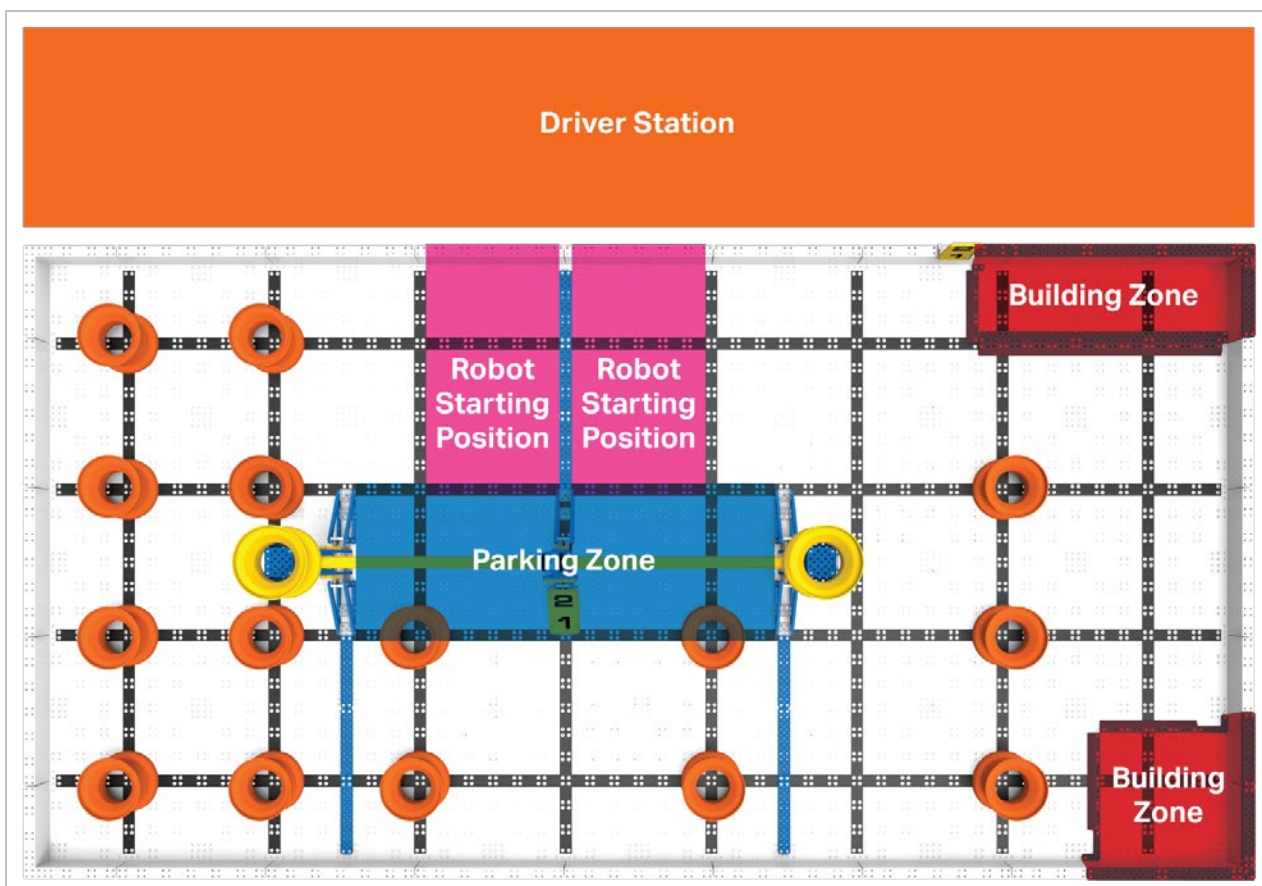 Driver Station
Building Zone
Robot
Starting
Position
Robot
Starting
Position
Parking Zone
2
1
Building
Zone